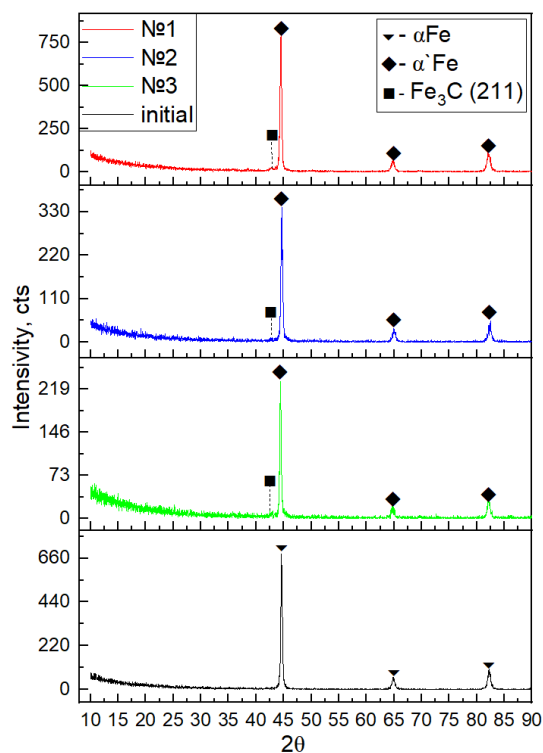 №1
№2
№3
initial
- αFe
- α`Fe
- Fe₃C (211)
Intensivity, cts
750
500
250
0
330
220
110
0
219
146
73
0
660
440
220
0
10 15 20 25 30 35 40 45 50 55 60 65 70 75 80 85 90
2θ